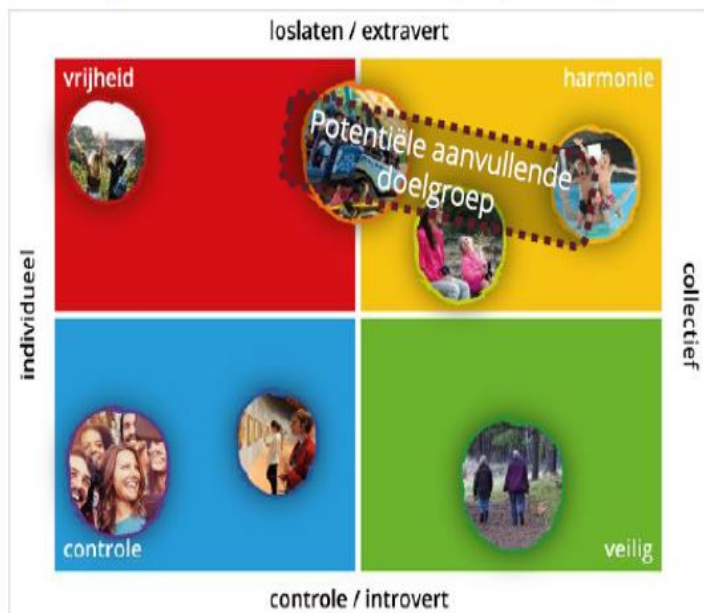 loslaten / extravert
vrijheid
harmonie
Potentiële aanvullende
doelgroep
individueel
collectief
controle
veilig
controle / introvert